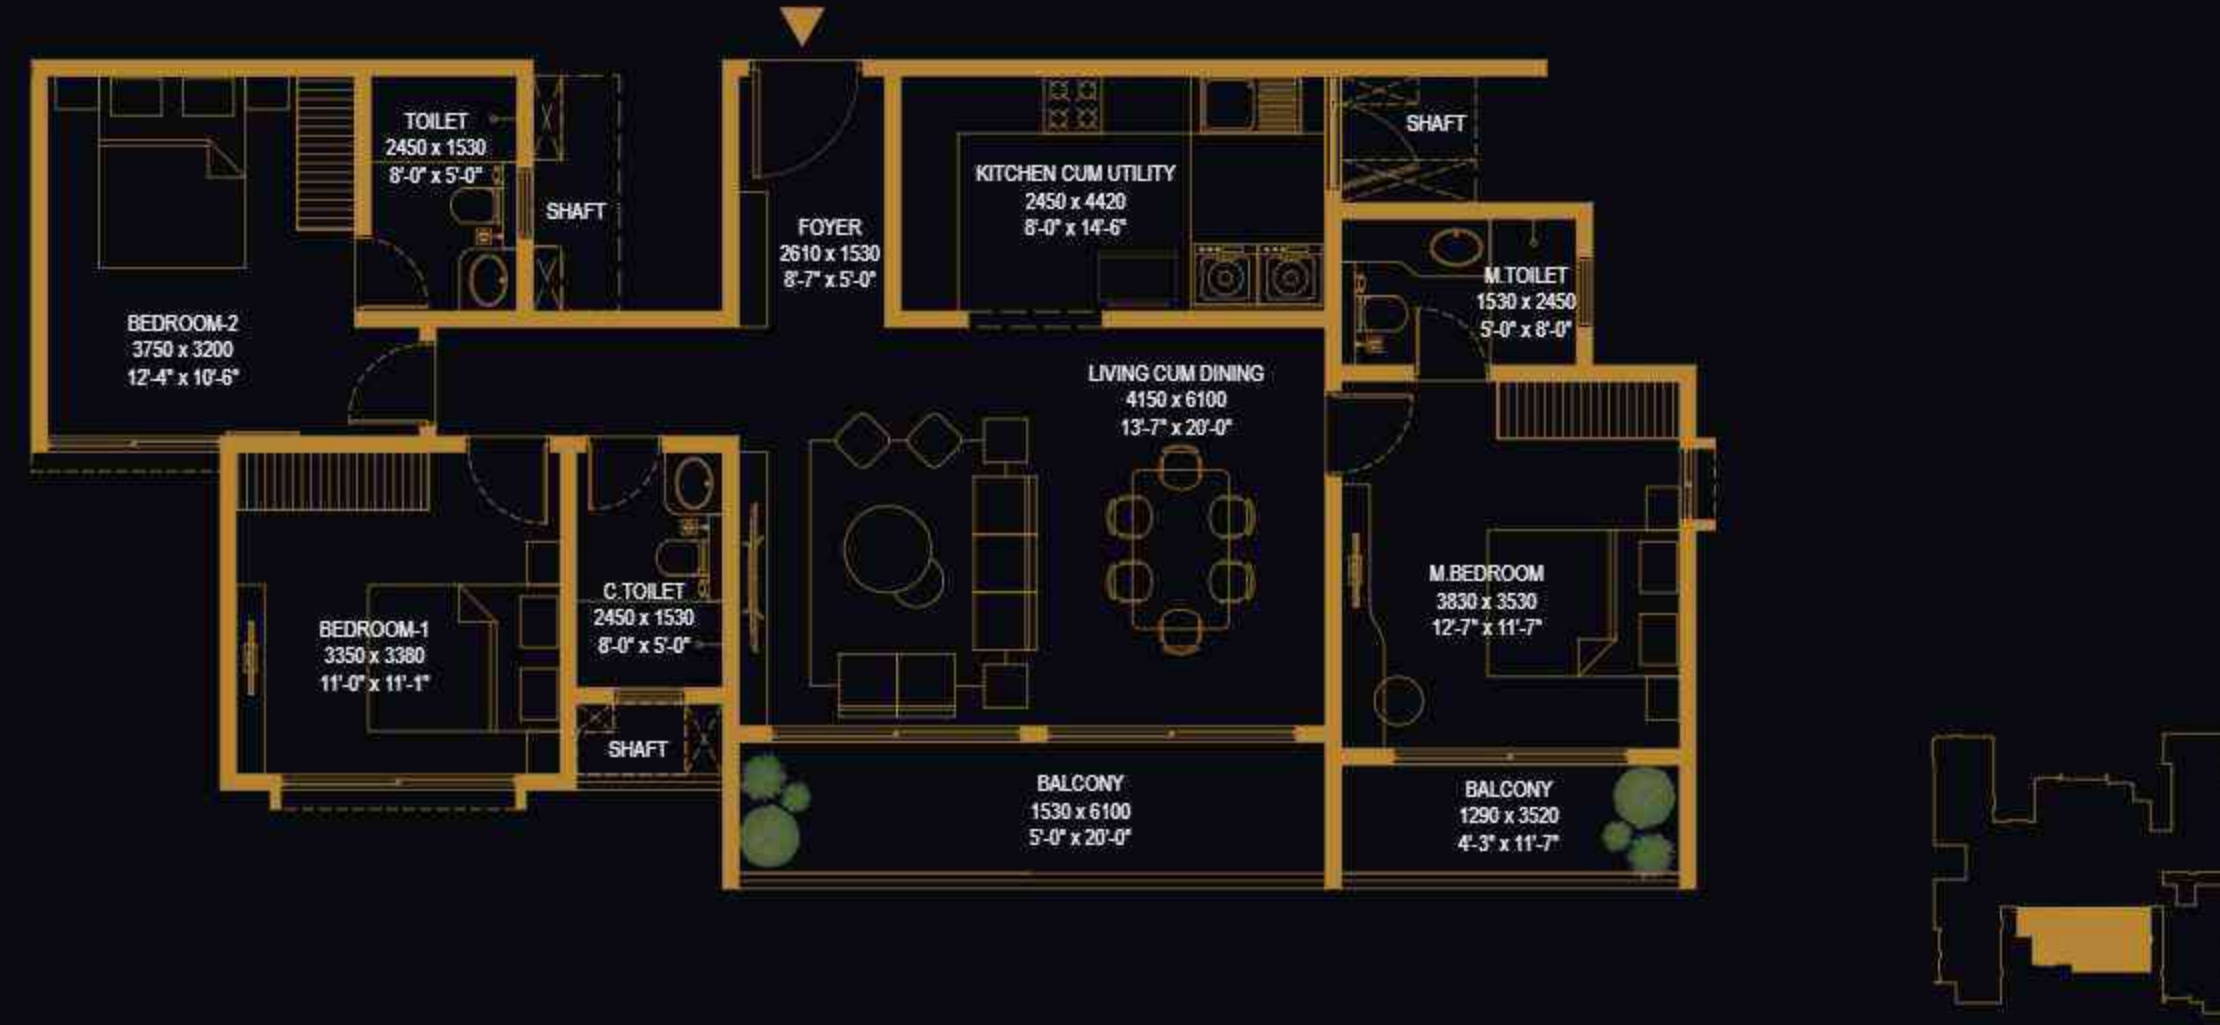 TOILET
2450 x 1530
8'-0" x 5'-0"
SHAFT
FOYER
2610 x 1530
8'-7" x 5'-0"
KITCHEN CUM UTILITY
2450 x 4420
8'-0" x 14'-6"
SHAFT
M.TOILET
1530 x 2450
5'-0" x 8'-0"
BEDROOM-2
3750 x 3200
12'-4" x 10'-6"
LIVING CUM DINING
4150 x 6100
13'-7" x 20'-0"
BEDROOM-1
3350 x 3380
11'-0" x 11'-1"
C.TOILET
2450 x 1530
8'-0" x 5'-0"
M.BEDROOM
3830 x 3530
12'-7" x 11'-7"
SHAFT
BALCONY
1530 x 6100
5'-0" x 20'-0"
BALCONY
1290 x 3520
4'-3" x 11'-7"